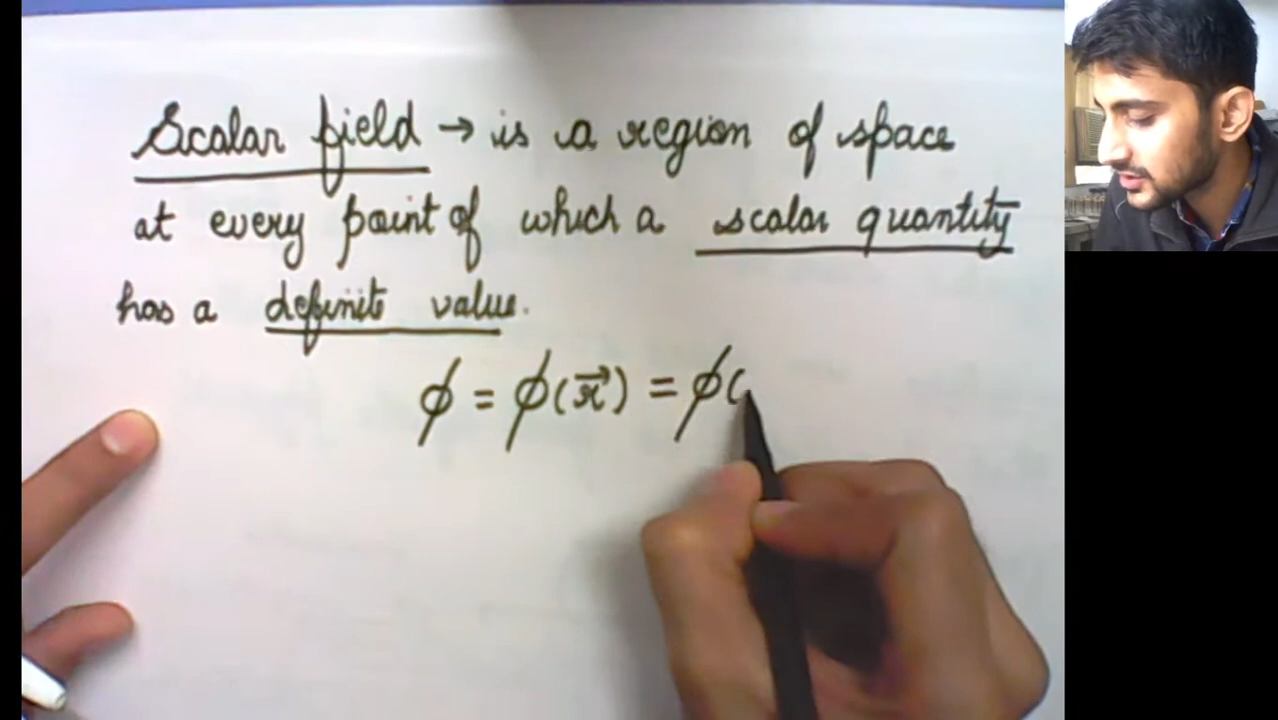 Scalar field → is a region of space
at every point of which a scalar quantity
has a definite value.
ϕ = ϕ(r⃗) = ϕ(